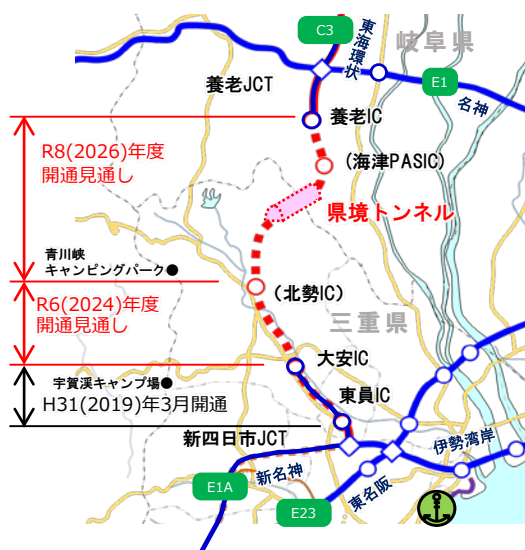 C3
東海環状
岐阜県
養老JCT
E1
名神
養老IC
R8(2026)年度
開通見通し
(海津PASIC)
県境トンネル
青川峡
キャンピングパーク●
(北勢IC)
R6(2024)年度
開通見通し
三重県
大安IC
宇賀渓キャンプ場●
東員IC
H31(2019)年3月開通
新四日市JCT
伊勢湾岸
新名神
東名阪
E1A
E23